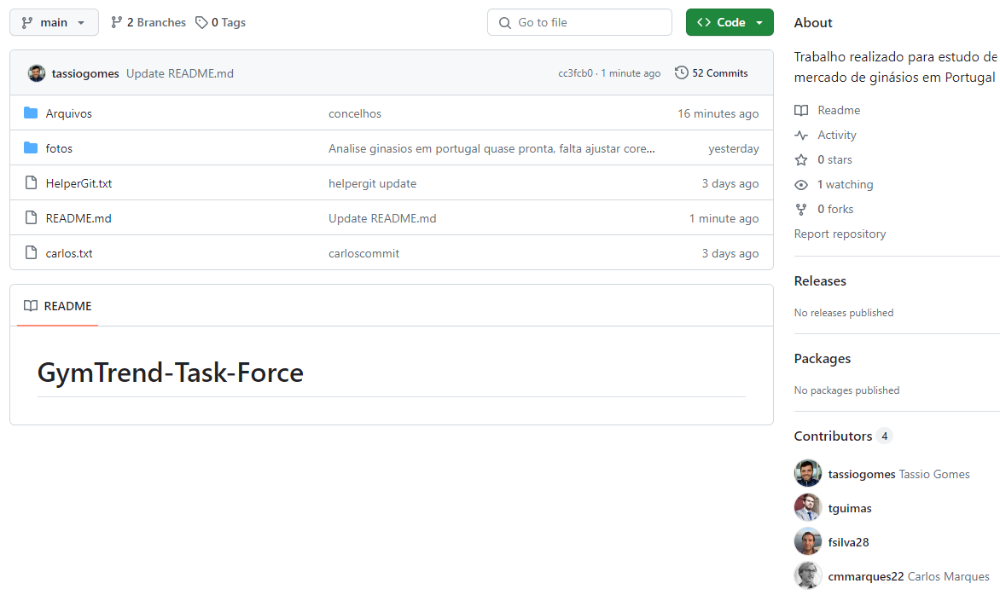 main
2 Branches
0 Tags
Go to file
Code
tassiogomes Update README.md
cc3fcb0 · 1 minute ago
52 Commits
Arquivos concelhos 16 minutes ago
fotos Analise ginasios em portugal quase pronta, falta ajustar core... yesterday
HelperGit.txt helpergit update 3 days ago
README.md Update README.md 1 minute ago
carlos.txt carloscommit 3 days ago
README
GymTrend-Task-Force
About
Trabalho realizado para estudo de
mercado de ginásios em Portugal
Readme
Activity
0 stars
1 watching
0 forks
Report repository
Releases
No releases published
Packages
No packages published
Contributors 4
tassiogomes Tassio Gomes
tguimas
fsilva28
cmmarques22 Carlos Marques